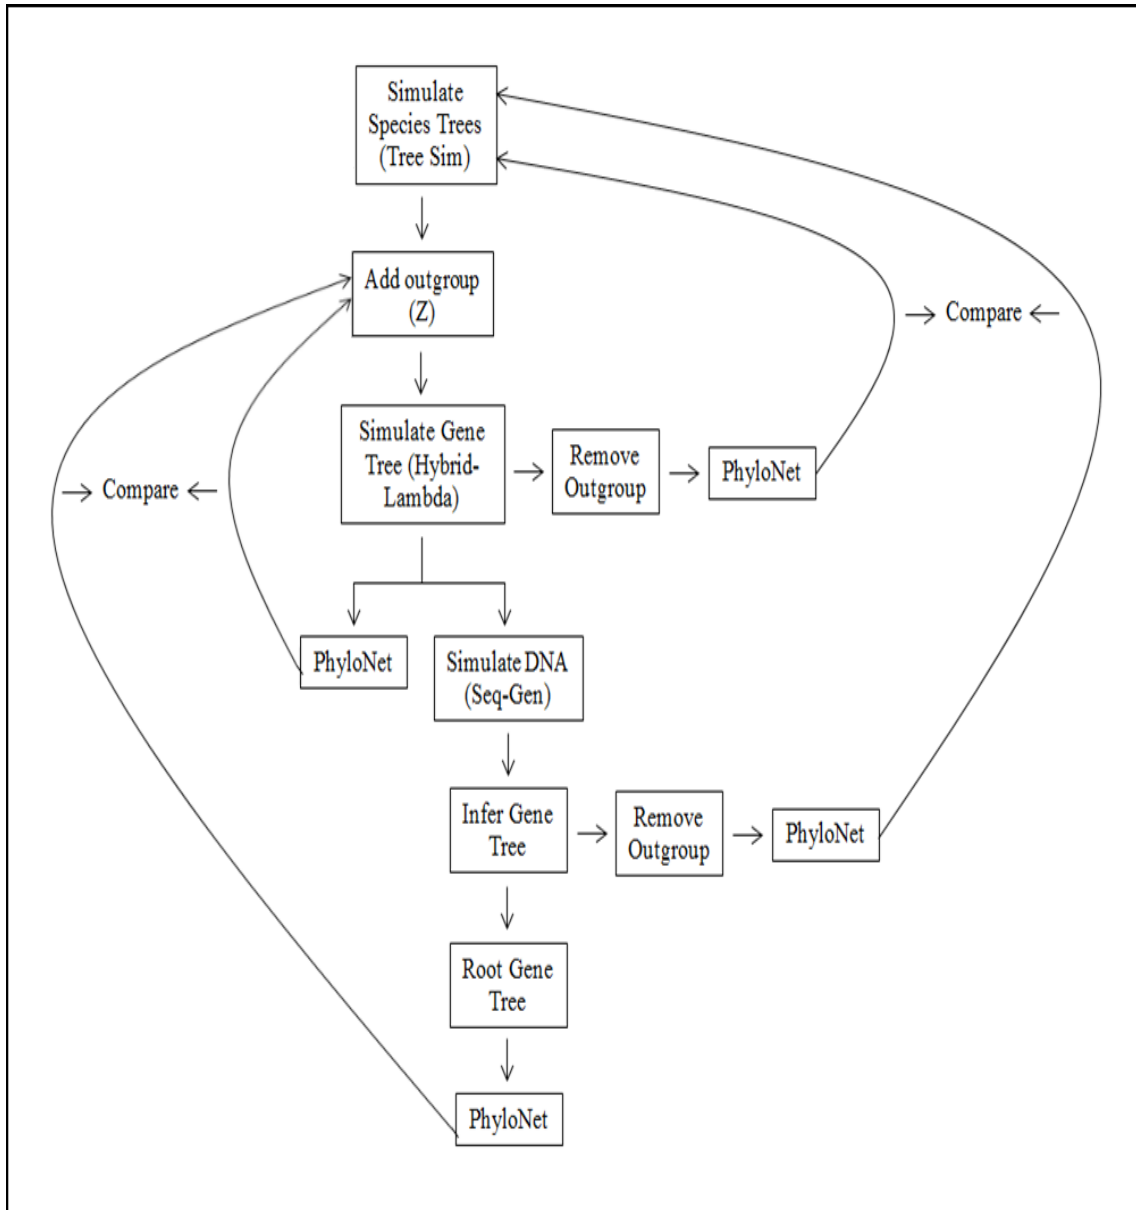 Simulate
Species Trees
(Tree Sim)
Add outgroup
(Z)
Compare
Simulate Gene
Tree (Hybrid-
Lambda)
Remove
Outgroup
PhyloNet
Compare
PhyloNet
Simulate DNA
(Seq-Gen)
Infer Gene
Tree
Remove
Outgroup
PhyloNet
Root Gene
Tree
PhyloNet